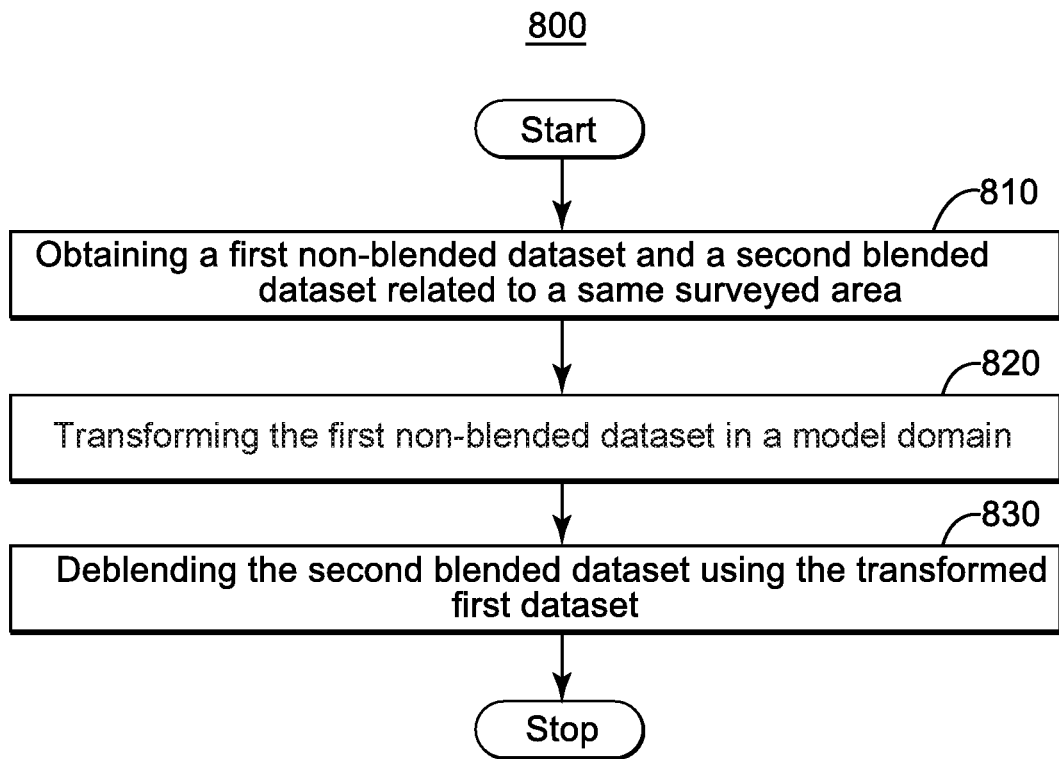 800
Start
810
Obtaining a first non-blended dataset and a second blended
dataset related to a same surveyed area
820
Transforming the first non-blended dataset in a model domain
830
Deblending the second blended dataset using the transformed
first dataset
Stop